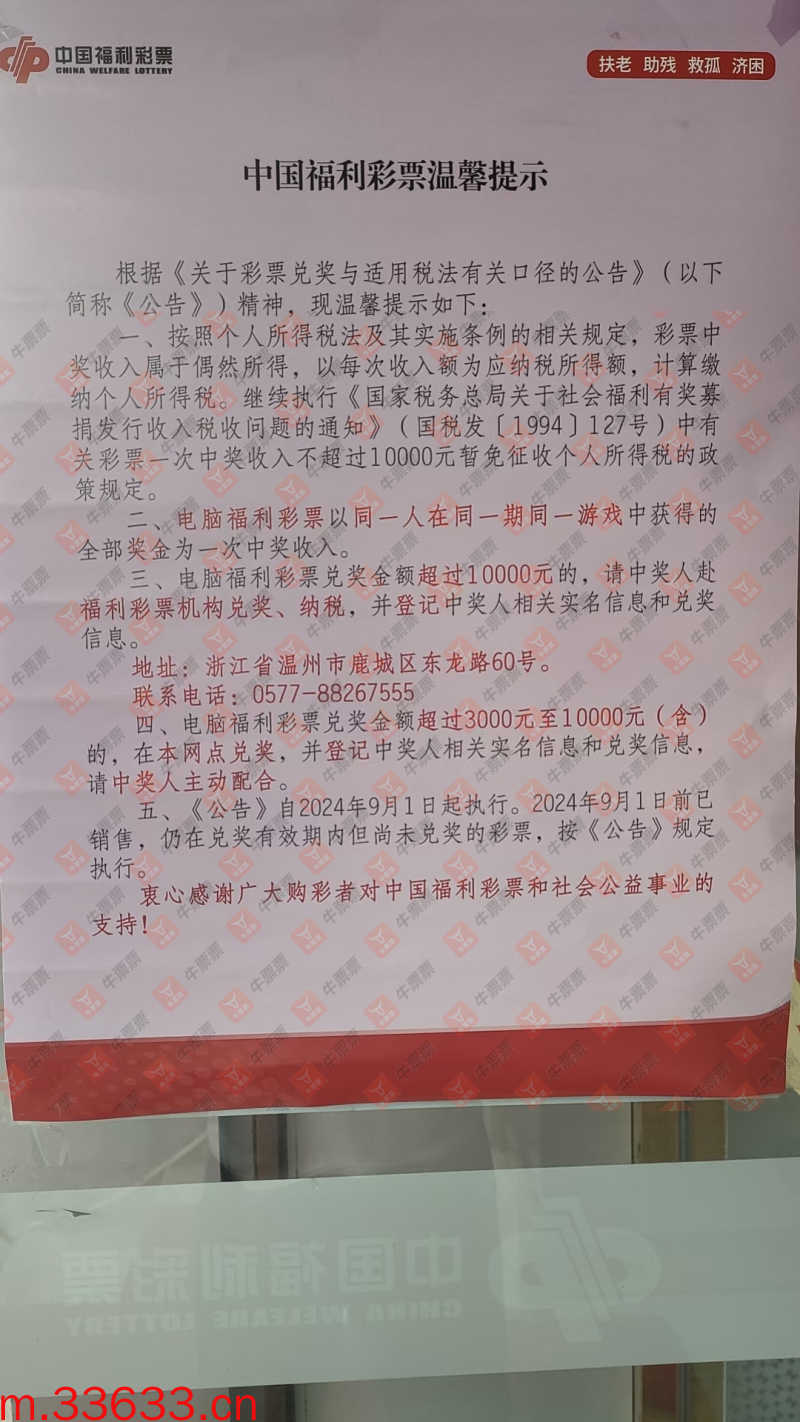 中国福利彩票
CHINA WELFARE LOTTERY
扶老 助残 救孤 济困
中国福利彩票温馨提示
根据《关于彩票兑奖与适用税法有关口径的公告》（以下
简称《公告》）精神，现温馨提示如下：
一、按照个人所得税法及其实施条例的相关规定，彩票中
奖收入属于偶然所得，以每次收入额为应纳税所得额，计算缴
纳个人所得税。继续执行《国家税务总局关于社会福利有奖募
捐发行收入税收问题的通知》（国税发〔1994〕127号）中有
关彩票一次中奖收入不超过10000元暂免征收个人所得税的政
策规定。
二、电脑福利彩票以同一人在同一期同一游戏中获得的
全部奖金为一次中奖收入。
三、电脑福利彩票兑奖金额超过10000元的，请中奖人赴
福利彩票机构兑奖、纳税，并登记中奖人相关实名信息和兑奖
信息。
地址：浙江省温州市鹿城区东龙路60号。
联系电话：0577-88267555
四、电脑福利彩票兑奖金额超过3000元至10000元（含）
的，在本网点兑奖，并登记中奖人相关实名信息和兑奖信息，
请中奖人主动配合。
五、《公告》自2024年9月1日起执行。2024年9月1日前已
销售，仍在兑奖有效期内但尚未兑奖的彩票，按《公告》规定
执行。
衷心感谢广大购彩者对中国福利彩票和社会公益事业的
支持！
牛票票
中国福利彩票
CHINA WELFARE LOTTERY
m.33633.cn